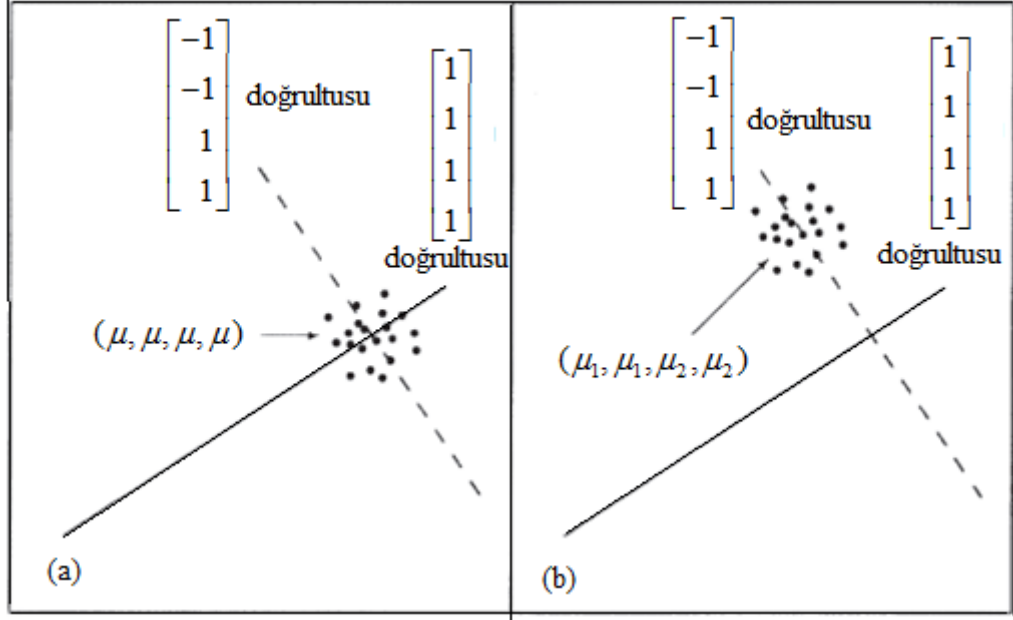 [-1
-1
1
1] doğrultusu
[1
1
1
1]
doğrultusu
(μ, μ, μ, μ)
(a)
[-1
-1
1
1] doğrultusu
[1
1
1
1]
doğrultusu
(μ₁, μ₁, μ₂, μ₂)
(b)